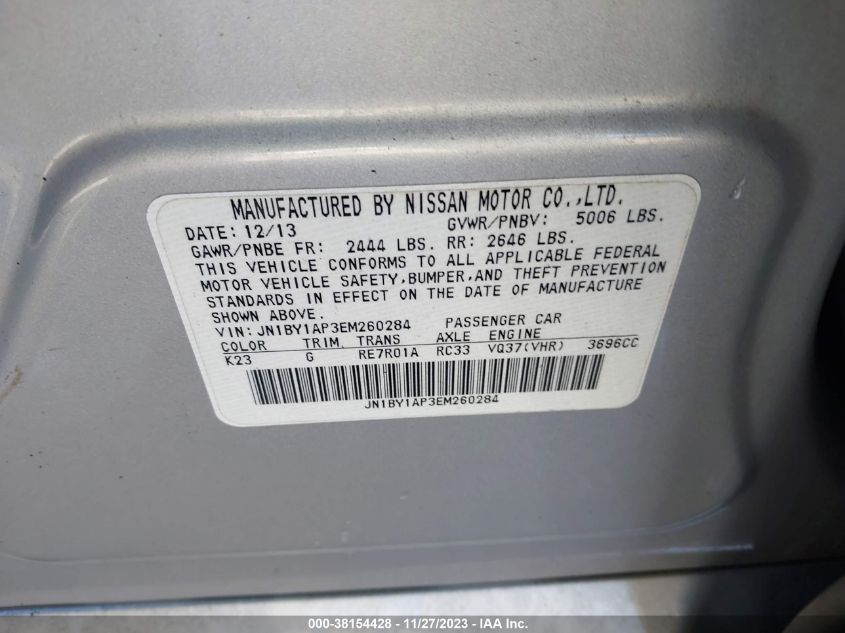 MANUFACTURED BY NISSAN MOTOR CO.,LTD.
DATE: 12/13 GVWR/PNBV: 5006 LBS.
GAWR/PNBE FR: 2444 LBS. RR: 2646 LBS.
THIS VEHICLE CONFORMS TO ALL APPLICABLE FEDERAL
MOTOR VEHICLE SAFETY,BUMPER,AND THEFT PREVENTION
STANDARDS IN EFFECT ON THE DATE OF MANUFACTURE
SHOWN ABOVE.
VIN: JN1BY1AP3EM260284 PASSENGER CAR
COLOR TRIM. TRANS AXLE ENGINE
K23 G RE7R01A RC33 VQ37(VHR) 3696CC
JN1BY1AP3EM260284
000-38154428 - 11/27/2023 - IAA Inc.